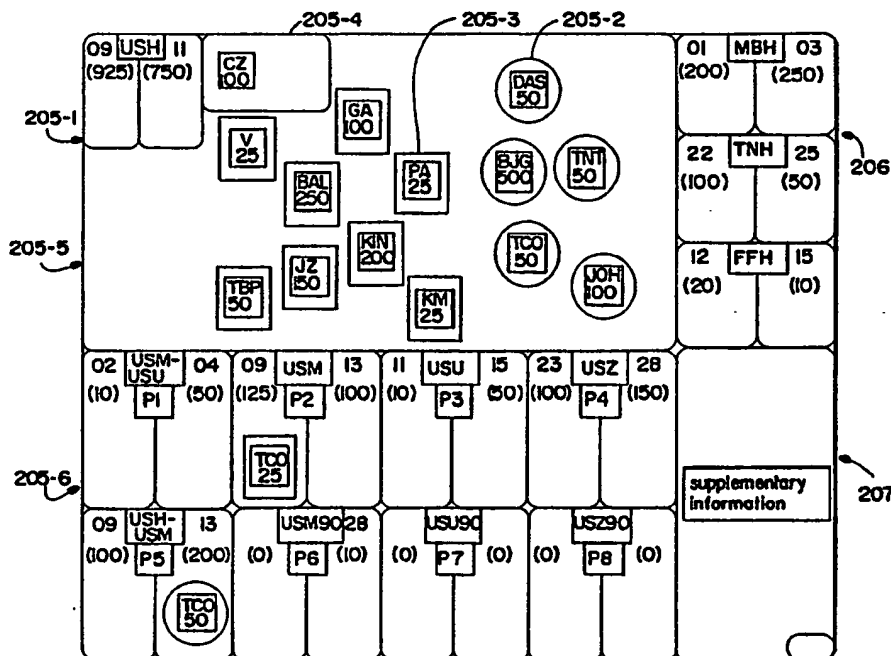 205-4
205-3
205-2
09 USH 11
(925) (750)
CZ
100
GA
100
DAS
50
01 MBH 03
(200) (250)
205-1
V
25
BAL
250
PA
25
BJG
500
TNT
50
22 TNH 25
(100) (50)
206
205-5
TBP
50
JZ
150
KIN
200
KM
25
TCO
50
JOH
100
12 FFH 15
(20) (10)
02 USM-USU 04
(10) P1 (50)
09 USM 13
(125) P2 (100)
11 USU 15
(10) P3 (50)
23 USZ 28
(100) P4 (150)
TCO
25
205-6
supplementary
information
207
09 USH-USM 13
(100) P5 (200)
USM90 28
(0) P6 (10)
USU90
(0) P7 (0)
USZ90
(0) P8 (0)
TCO
50